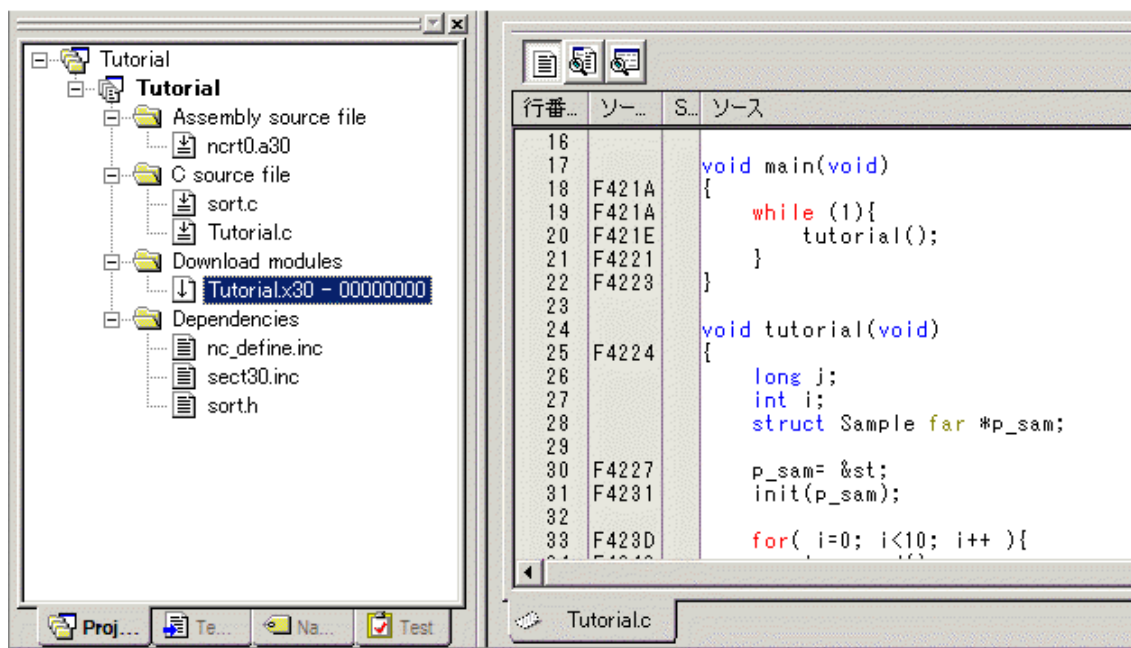 Tutorial
Tutorial
Assembly source file
ncrt0.a30
C source file
sort.c
Tutorial.c
Download modules
Tutorial.x30 - 00000000
Dependencies
nc_define.inc
sect30.inc
sort.h
Proj...
Te...
Na...
Test
行番... ソー... S... ソース
16
17 void main(void)
18 F421A {
19 F421A while (1){
20 F421E tutorial();
21 F4221 }
22 F4223 }
23
24 void tutorial(void)
25 F4224 {
26 long j;
27 int i;
28 struct Sample far *p_sam;
29
30 F4227 p_sam= &st;
31 F4231 init(p_sam);
32
33 F423D for( i=0; i<10; i++ ){
Tutorial.c